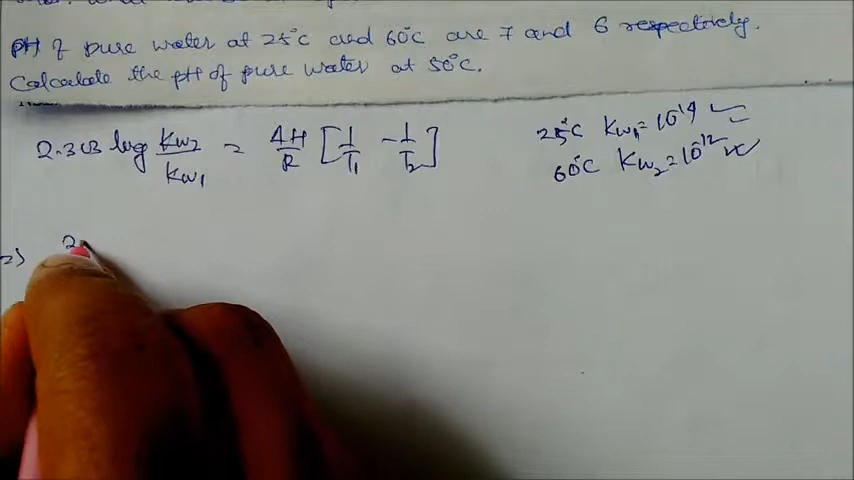 pH of pure water at 25°C and 60°C are 7 and 6 respectively.
Calculate the pH of pure water at 50°C.
2.303 log Kw2/Kw1 = ΔH/R [1/T1 - 1/T2]
25°C Kw1 = 10^-14
60°C Kw2 = 10^-12
=> 2